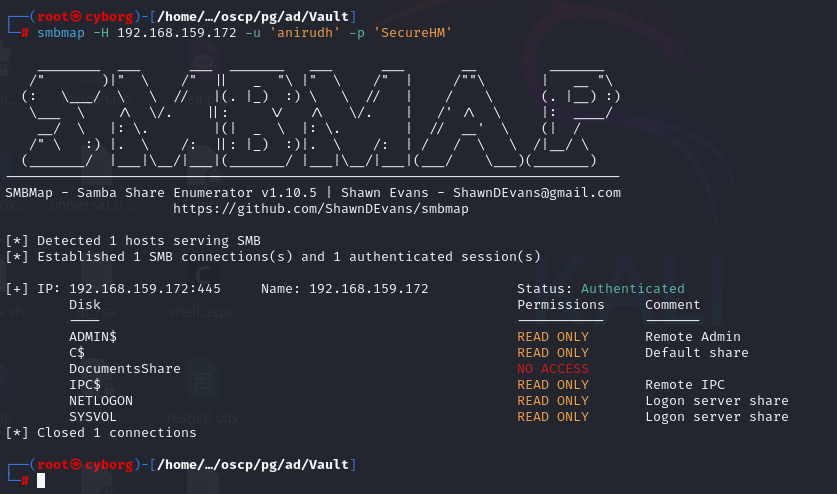 ┌──(root㉿cyborg)-[/home/…/oscp/pg/ad/Vault]
└─# smbmap -H 192.168.159.172 -u 'anirudh' -p 'SecureHM'
SMBMAP
SMBMap - Samba Share Enumerator v1.10.5 | Shawn Evans - ShawnDEvans@gmail.com
https://github.com/ShawnDEvans/smbmap
[*] Detected 1 hosts serving SMB
[*] Established 1 SMB connections(s) and 1 authenticated session(s)
[+] IP: 192.168.159.172:445 Name: 192.168.159.172 Status: Authenticated
Disk Permissions Comment
---- ----------- -------
ADMIN$ READ ONLY Remote Admin
C$ READ ONLY Default share
DocumentsShare NO ACCESS
IPC$ READ ONLY Remote IPC
NETLOGON READ ONLY Logon server share
SYSVOL READ ONLY Logon server share
[*] Closed 1 connections
┌──(root㉿cyborg)-[/home/…/oscp/pg/ad/Vault]
└─#